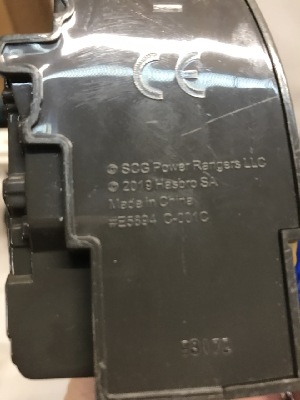 CE
© SCG Power Rangers LLC
© 2019 Hasbro SA
Made in China
#E5894 C-001C